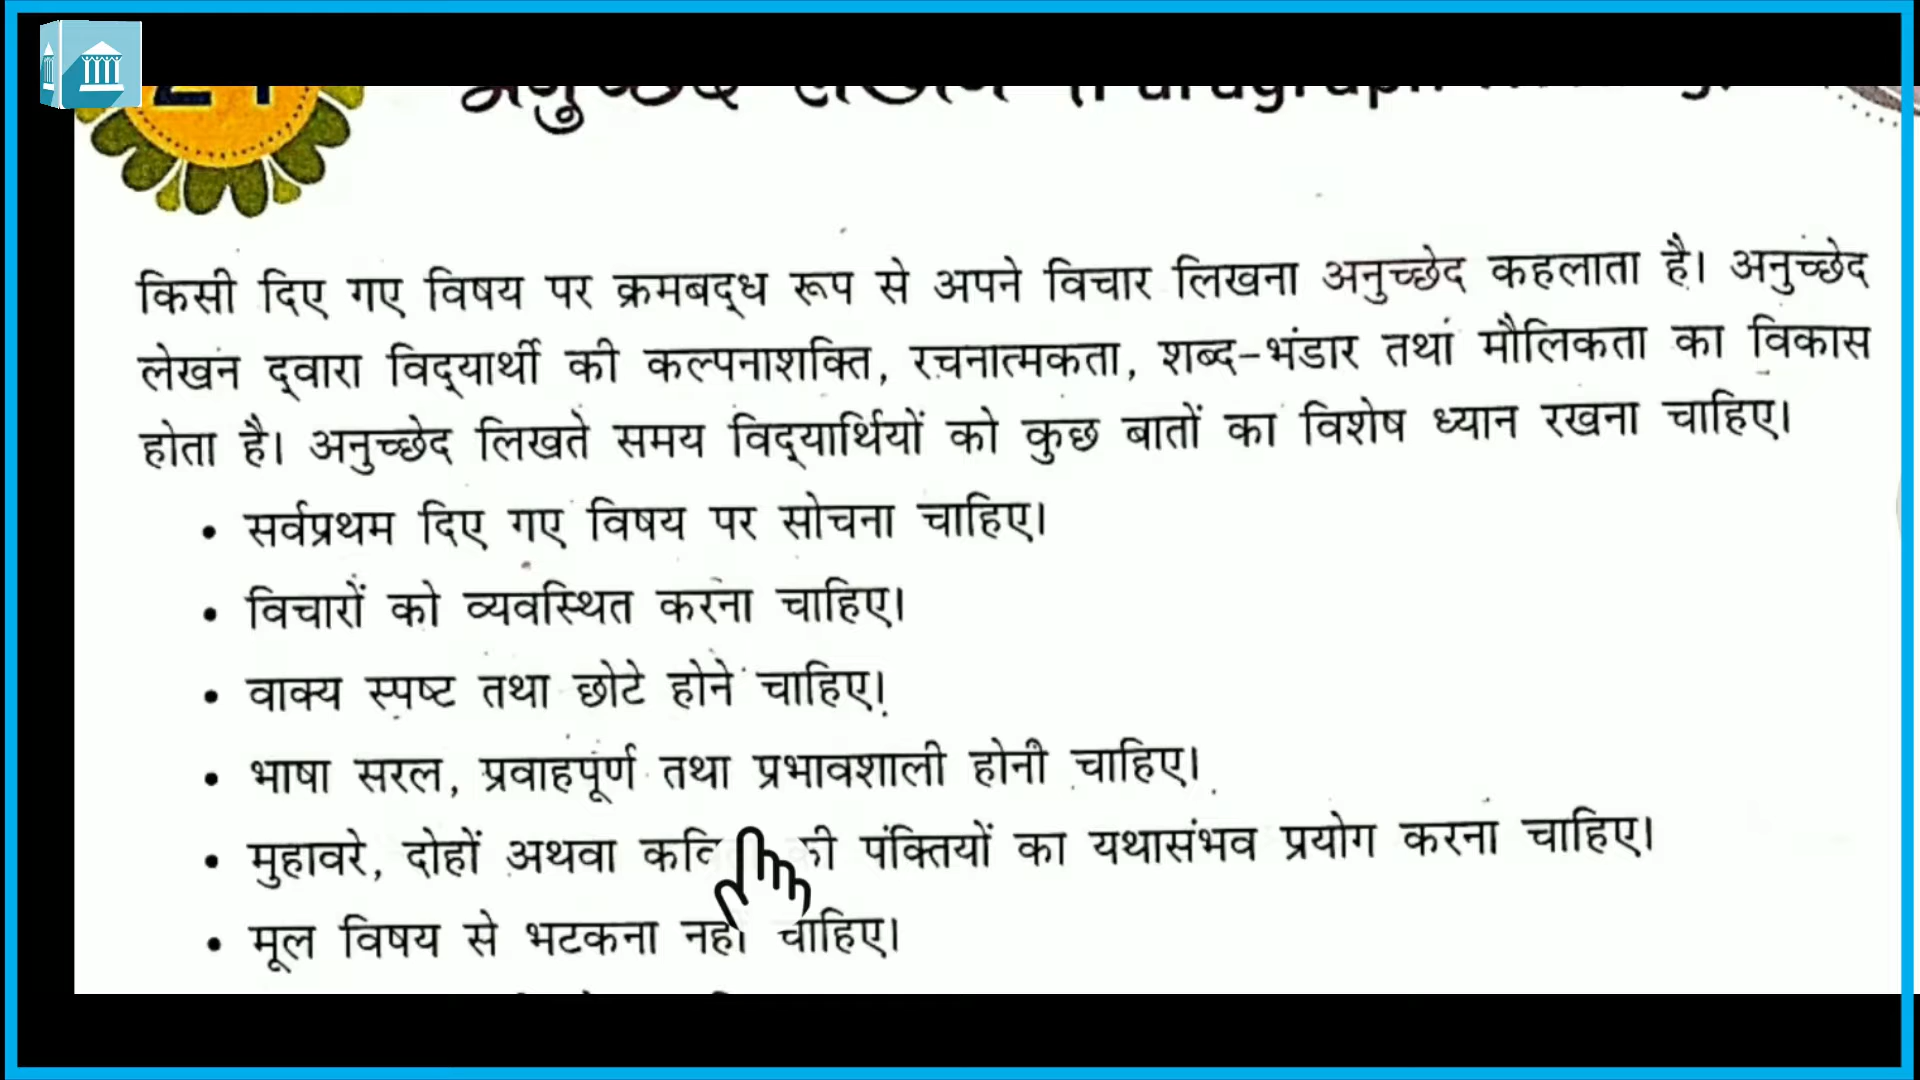 किसी दिए गए विषय पर क्रमबद्ध रूप से अपने विचार लिखना अनुच्छेद कहलाता है। अनुच्छेद
लेखन द्वारा विद्यार्थी की कल्पनाशक्ति, रचनात्मकता, शब्द-भंडार तथा मौलिकता का विकास
होता है। अनुच्छेद लिखते समय विद्यार्थियों को कुछ बातों का विशेष ध्यान रखना चाहिए।
• सर्वप्रथम दिए गए विषय पर सोचना चाहिए।
• विचारों को व्यवस्थित करना चाहिए।
• वाक्य स्पष्ट तथा छोटे होने चाहिए।
• भाषा सरल, प्रवाहपूर्ण तथा प्रभावशाली होनी चाहिए।
• मुहावरे, दोहों अथवा की पंक्तियों का यथासंभव प्रयोग करना चाहिए।
• मूल विषय से भटकना नहीं चाहिए।